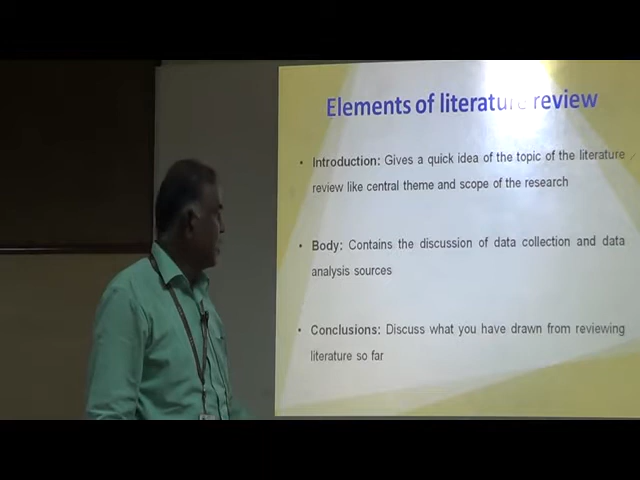 Elements of literature review
• Introduction: Gives a quick idea of the topic of the literature
review like central theme and scope of the research
• Body: Contains the discussion of data collection and data
analysis sources
• Conclusions: Discuss what you have drawn from reviewing
literature so far